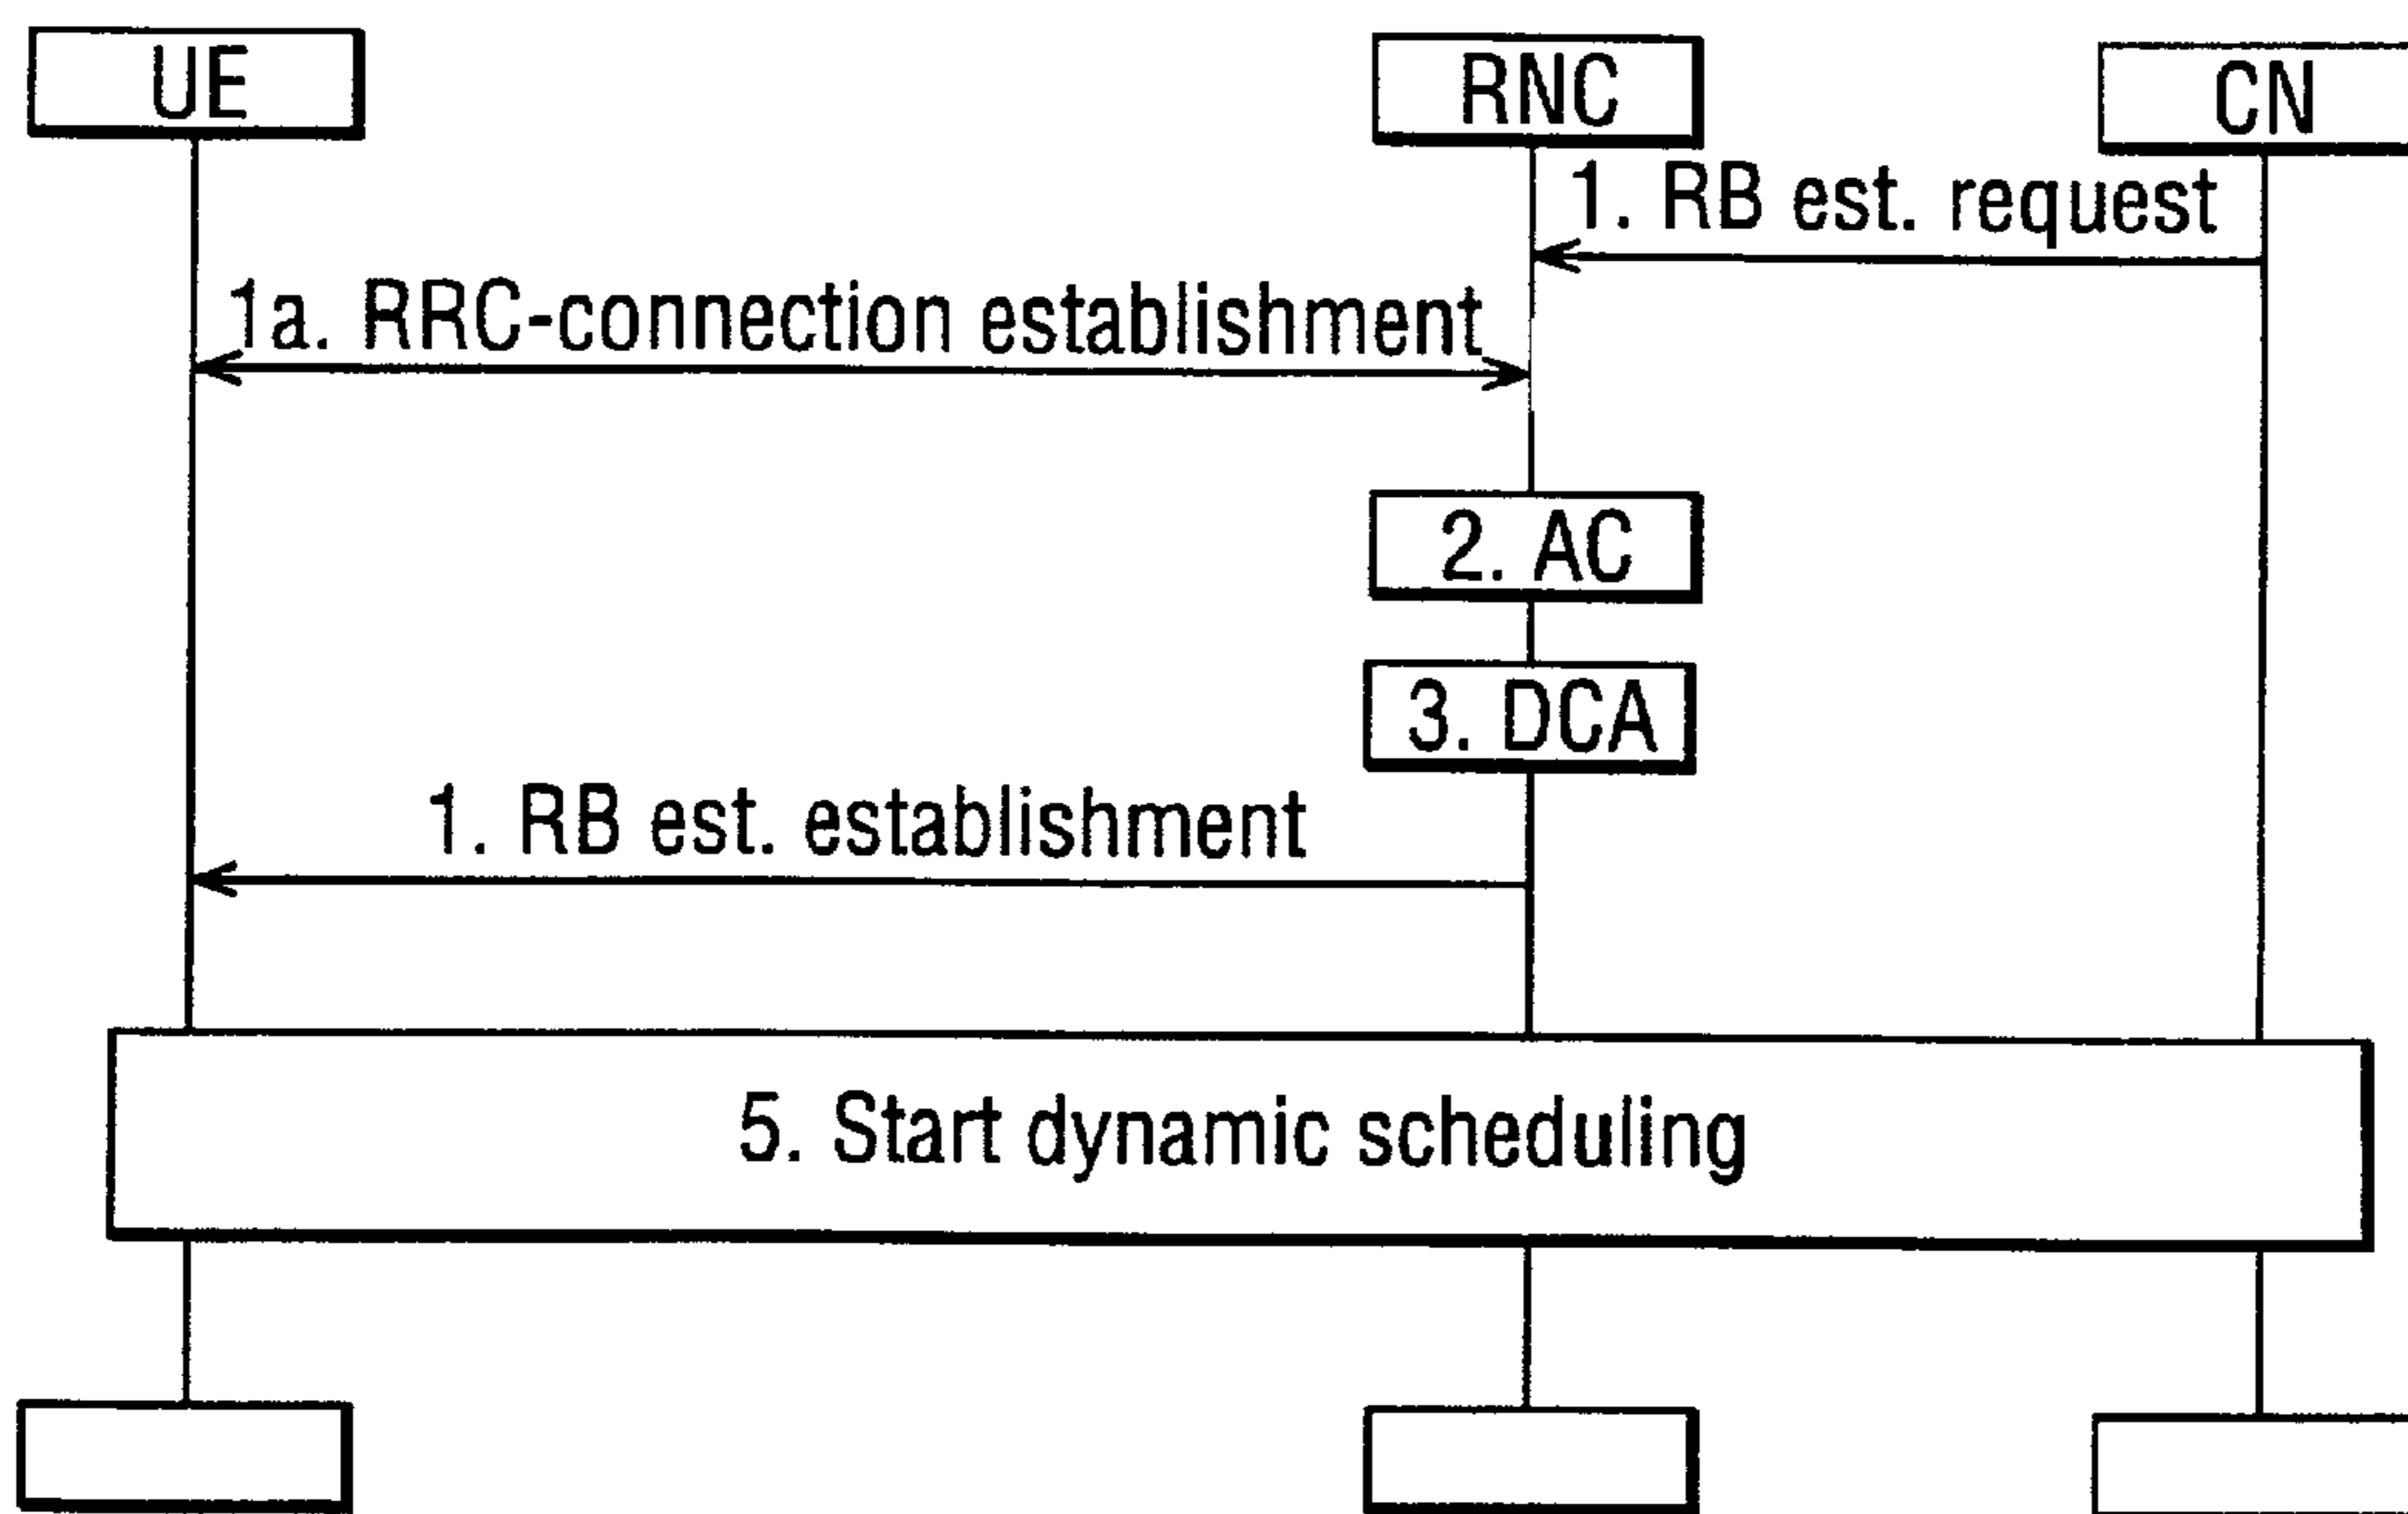 UE
RNC
CN
1. RB est. request
1a. RRC-connection establishment
2. AC
3. DCA
1. RB est. establishment
5. Start dynamic scheduling